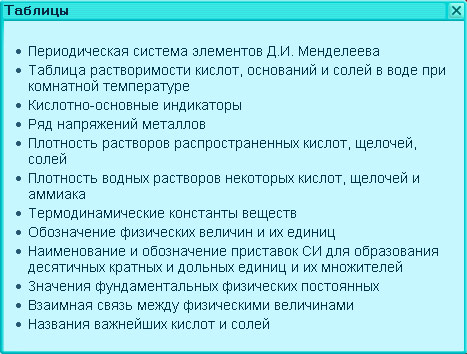 Таблицы
Периодическая система элементов Д.И. Менделеева
Таблица растворимости кислот, оснований и солей в воде при
комнатной температуре
Кислотно-основные индикаторы
Ряд напряжений металлов
Плотность растворов распространенных кислот, щелочей,
солей
Плотность водных растворов некоторых кислот, щелочей и
аммиака
Термодинамические константы веществ
Обозначение физических величин и их единиц
Наименование и обозначение приставок СИ для образования
десятичных кратных и дольных единиц и их множителей
Значения фундаментальных физических постоянных
Взаимная связь между физическими величинами
Названия важнейших кислот и солей